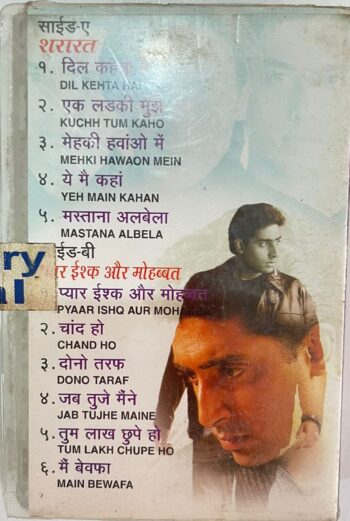 साईड-ए
शरारत
१. दिल कहता
DIL KEHTA HAI
२. एक लडकी मुझे
KUCHH TUM KAHO
३. मेहकी हवाओ में
MEHKI HAWAON MEIN
४. ये मै कहां
YEH MAIN KAHAN
५. मस्ताना अलबेला
MASTANA ALBELA
ईड-बी
ry
al
र ईश्क और मोहब्बत
प्यार ईश्क और मोहब्बत
PYAAR ISHQ AUR
२. चांद हो
CHAND HO
३. दोनो तरफ
DONO TARAF
४. जब तुजे मैंने
JAB TUJHE MAINE
५. तुम लाख छुपे हो
TUM LAKH CHUPE HO
६. मैं बेवफा
MAIN BEWAFA